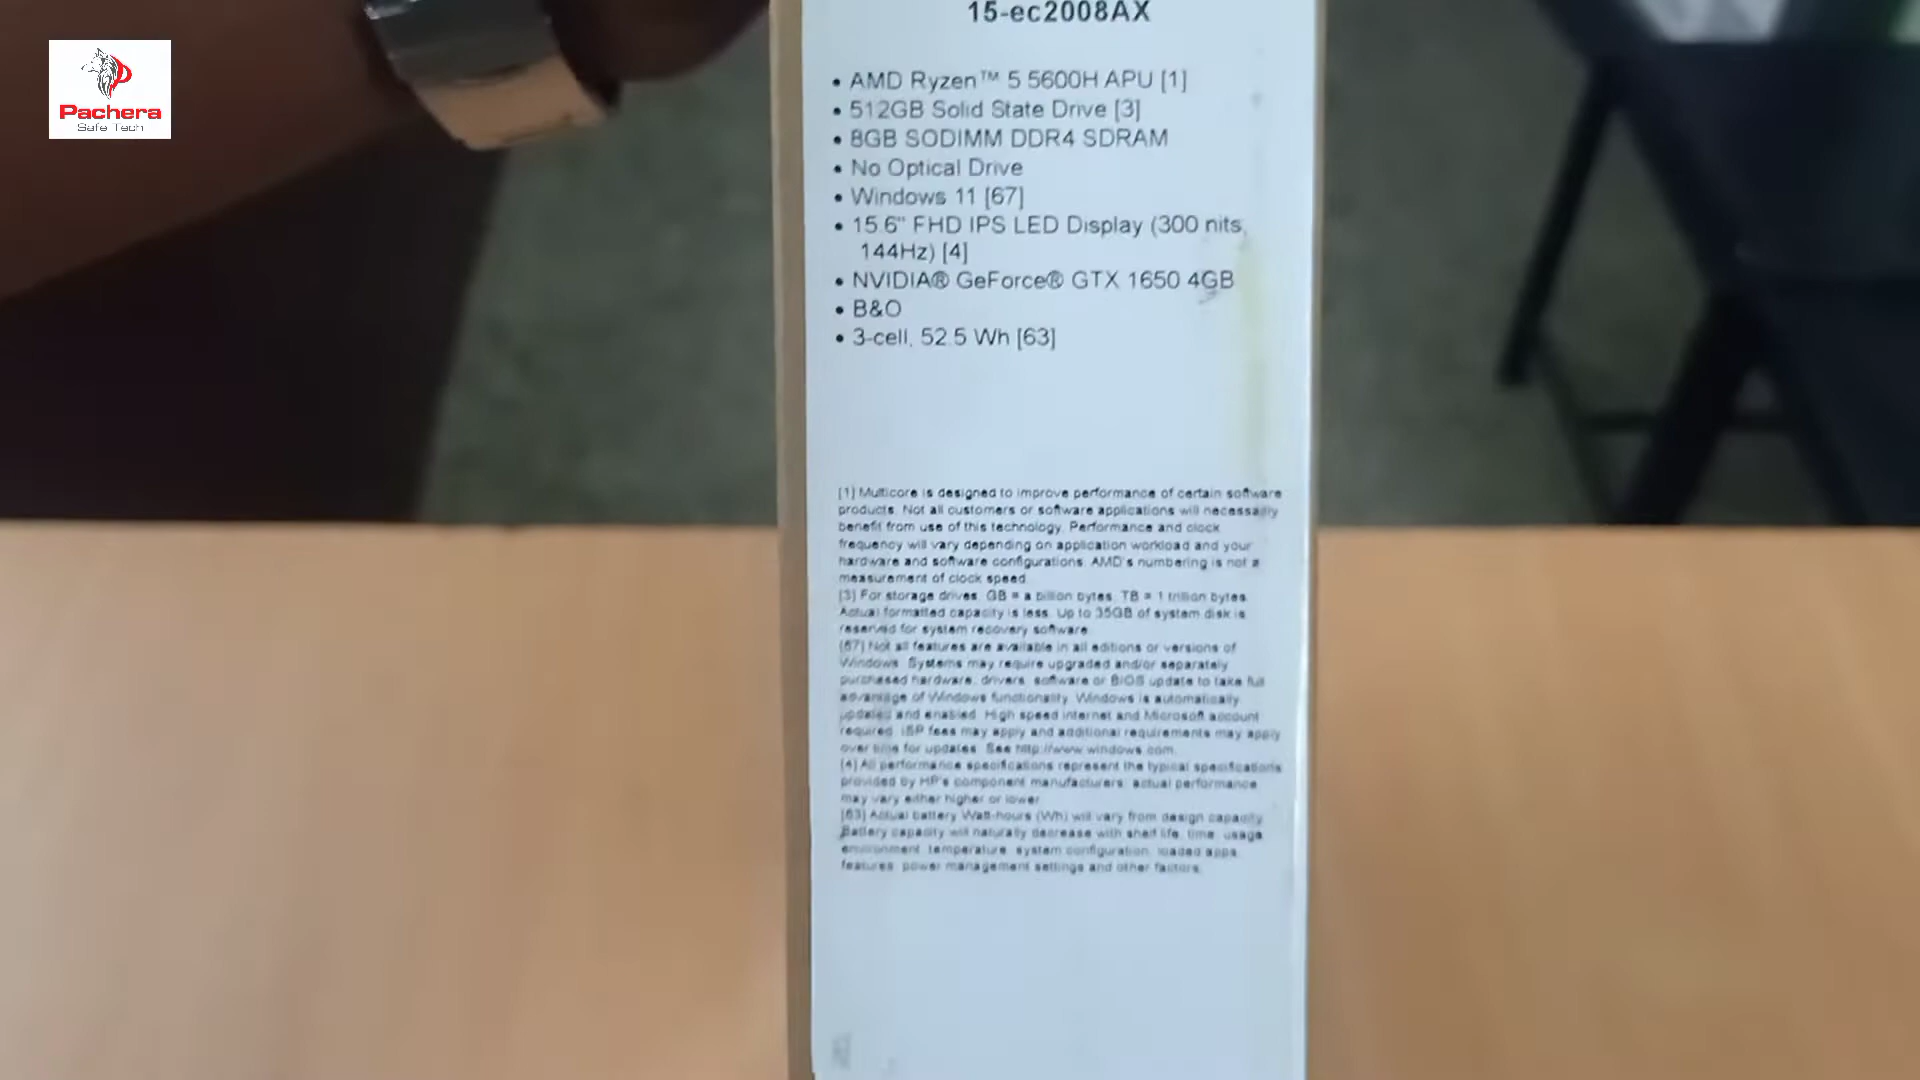 Pachera
Safe Tech
15-ec2008AX
• AMD Ryzen™ 5 5600H APU [1]
• 512GB Solid State Drive [3]
• 8GB SODIMM DDR4 SDRAM
• No Optical Drive
• Windows 11 [67]
• 15.6" FHD IPS LED Display (300 nits,
144Hz) [4]
• NVIDIA® GeForce® GTX 1650 4GB
• B&O
• 3-cell, 52.5 Wh [63]
[1] Multicore is designed to improve performance of certain software
products. Not all customers or software applications will necessarily
benefit from use of this technology. Performance and clock
frequency will vary depending on application workload and your
hardware and software configurations. AMD's numbering is not a
measurement of clock speed.
[3] For storage drives, GB = a billion bytes. TB = 1 trillion bytes.
Actual formatted capacity is less. Up to 35GB of system disk is
reserved for system recovery software.
[67] Not all features are available in all editions or versions of
Windows. Systems may require upgraded and/or separately
purchased hardware, drivers, software or BIOS update to take full
advantage of Windows functionality. Windows is automatically
updated and enabled. High speed internet and Microsoft account
required. ISP fees may apply and additional requirements may apply
over time for updates. See http://www.windows.com.
[4] All performance specifications represent the typical specifications
provided by HP's component manufacturers; actual performance
may vary either higher or lower.
[63] Actual battery Watt-hours (Wh) will vary from design capacity.
Battery capacity will naturally decrease with shelf life, time, usage,
environment, temperature, system configuration, loaded apps,
features, power management settings and other factors.